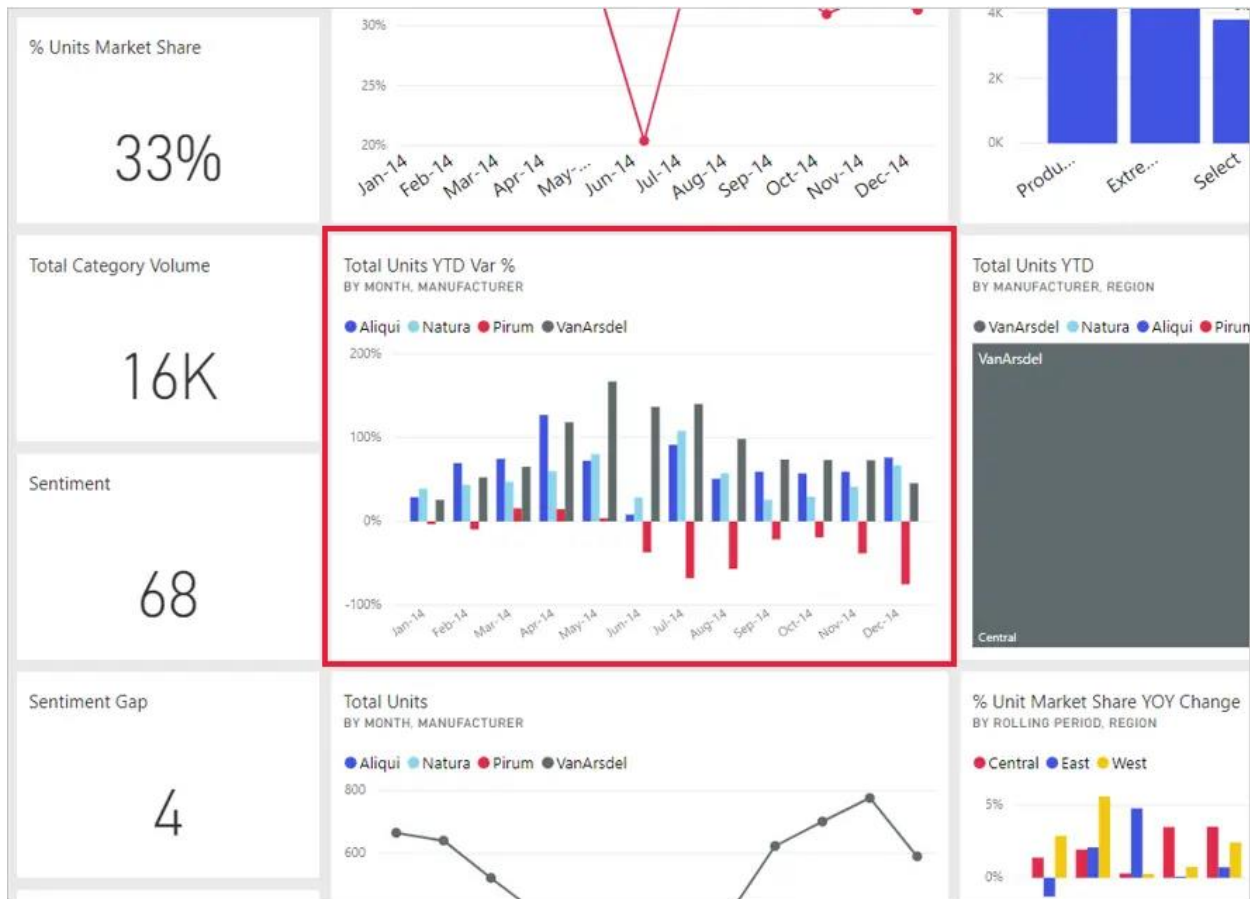 % Units Market Share
33%
30%
25%
20%
Jan-14 Feb-14 Mar-14 Apr-14 May-... Jun-14 Jul-14 Aug-14 Sep-14 Oct-14 Nov-14 Dec-14
4K
2K
0K
Produ... Extre... Select
Total Category Volume
16K
Total Units YTD Var %
BY MONTH, MANUFACTURER
Aliqui Natura Pirum VanArsdel
200%
100%
0%
-100%
Jan-14 Feb-14 Mar-14 Apr-14 May-14 Jun-14 Jul-14 Aug-14 Sep-14 Oct-14 Nov-14 Dec-14
Total Units YTD
BY MANUFACTURER, REGION
VanArsdel Natura Aliqui Pirum
VanArsdel
Central
Sentiment
68
Sentiment Gap
4
Total Units
BY MONTH, MANUFACTURER
Aliqui Natura Pirum VanArsdel
800
600
% Unit Market Share YOY Change
BY ROLLING PERIOD, REGION
Central East West
5%
0%